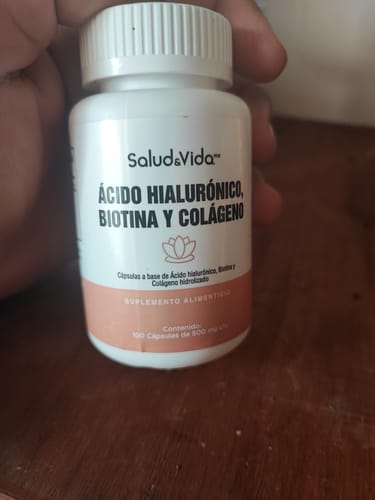 Salud&Vida
ÁCIDO HIALURÓNICO,
BIOTINA Y COLÁGENO
Cápsulas a base de Ácido hialurónico, Biotina y
Colágeno hidrolizado
SUPLEMENTO ALIMENTICIO
Contenido:
100 Cápsulas de 500 mg c/u